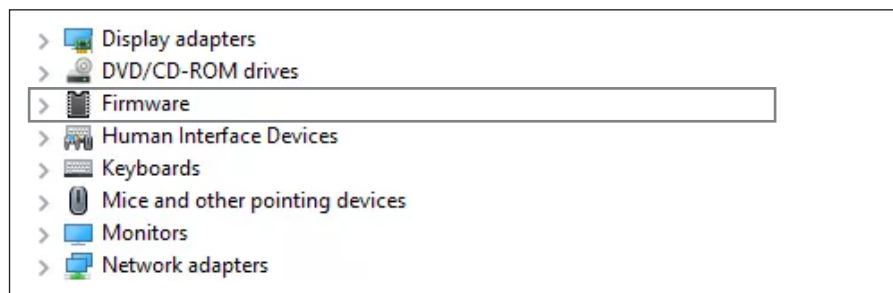 Display adapters
DVD/CD-ROM drives
Firmware
Human Interface Devices
Keyboards
Mice and other pointing devices
Monitors
Network adapters